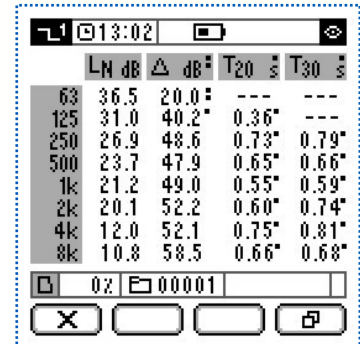 1 13:02
LN dB Δ dB T20 s T30 s
63 36.5 20.0 --- ---
125 31.0 40.2 0.36 ---
250 26.9 48.6 0.73 0.79
500 23.7 47.9 0.65 0.66
1k 21.2 49.0 0.55 0.59
2k 20.1 52.2 0.60 0.74
4k 12.0 52.1 0.75 0.81
8k 10.8 58.5 0.66 0.68
0% 00001
X